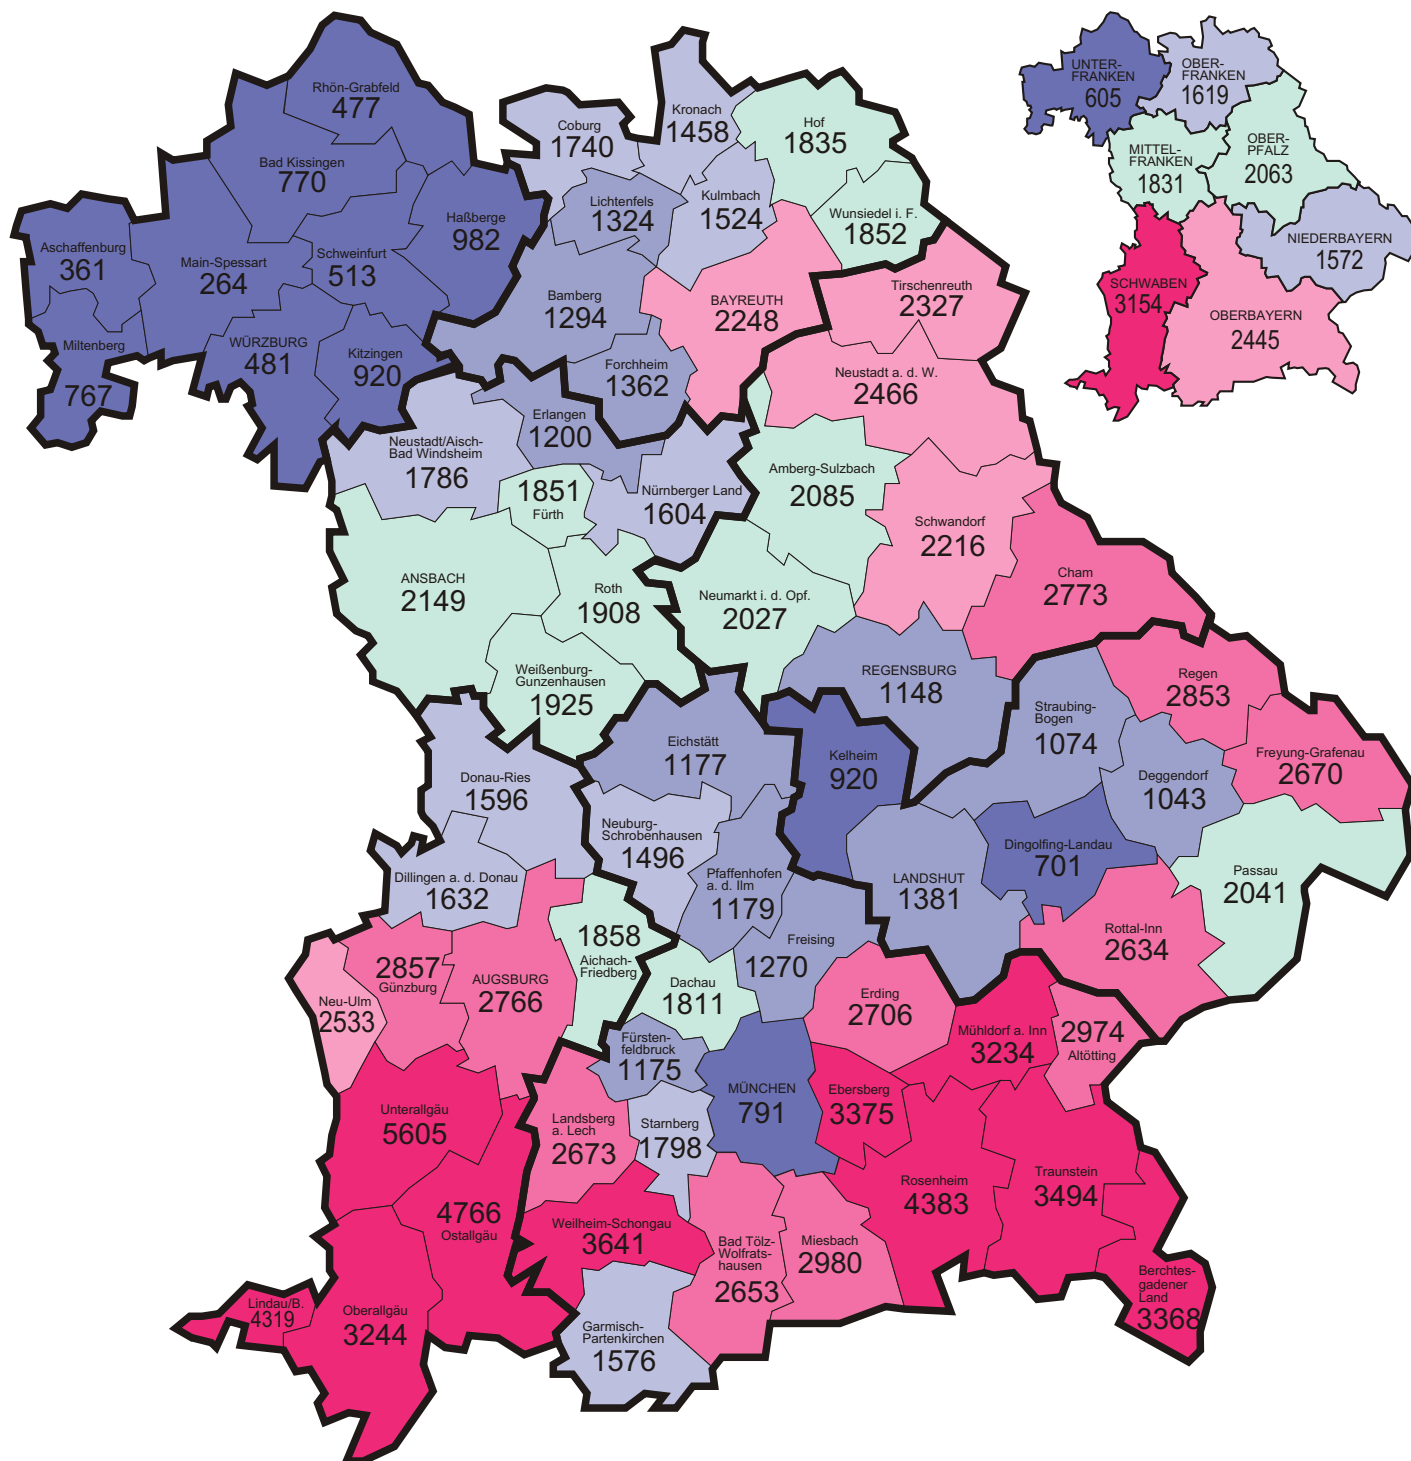 Rhön-Grabfeld
477
Bad Kissingen
770
Haßberge
982
Aschaffenburg
361
Main-Spessart
264
Schweinfurt
513
Miltenberg
767
WÜRZBURG
481
Kitzingen
920
Coburg
1740
Kronach
1458
Hof
1835
Lichtenfels
1324
Kulmbach
1524
Wunsiedel i. F.
1852
Bamberg
1294
BAYREUTH
2248
Forchheim
1362
Tirschenreuth
2327
Neustadt a. d. W.
2466
Neustadt/Aisch-
Bad Windsheim
1786
Erlangen
1200
1851
Fürth
Nürnberger Land
1604
Amberg-Sulzbach
2085
Schwandorf
2216
Cham
2773
ANSBACH
2149
Roth
1908
Neumarkt i. d. Opf.
2027
Weißenburg-
Gunzenhausen
1925
REGENSBURG
1148
Regen
2853
Straubing-
Bogen
1074
Freyung-Grafenau
2670
Deggendorf
1043
Eichstätt
1177
Kelheim
920
Donau-Ries
1596
Neuburg-
Schrobenhausen
1496
Pfaffenhofen
a. d. Ilm
1179
LANDSHUT
1381
Dingolfing-Landau
701
Passau
2041
Dillingen a. d. Donau
1632
Rottal-Inn
2634
1858
Aichach-
Friedberg
Freising
1270
2857
Günzburg
AUGSBURG
2766
Neu-Ulm
2533
Dachau
1811
Erding
2706
Mühldorf a. Inn
3234
2974
Altötting
Fürsten-
feldbruck
1175
MÜNCHEN
791
Ebersberg
3375
Unterallgäu
5605
Landsberg
a. Lech
2673
Starnberg
1798
Rosenheim
4383
Traunstein
3494
4766
Ostallgäu
Weilheim-Schongau
3641
Bad Tölz-
Wolfrats-
hausen
2653
Miesbach
2980
Berchtes-
gadener
Land
3368
Lindau/B.
4319
Oberallgäu
3244
Garmisch-
Partenkirchen
1576
UNTER-
FRANKEN
605
OBER-
FRANKEN
1619
MITTEL-
FRANKEN
1831
OBER-
PFALZ
2063
NIEDERBAYERN
1572
SCHWABEN
3154
OBERBAYERN
2445